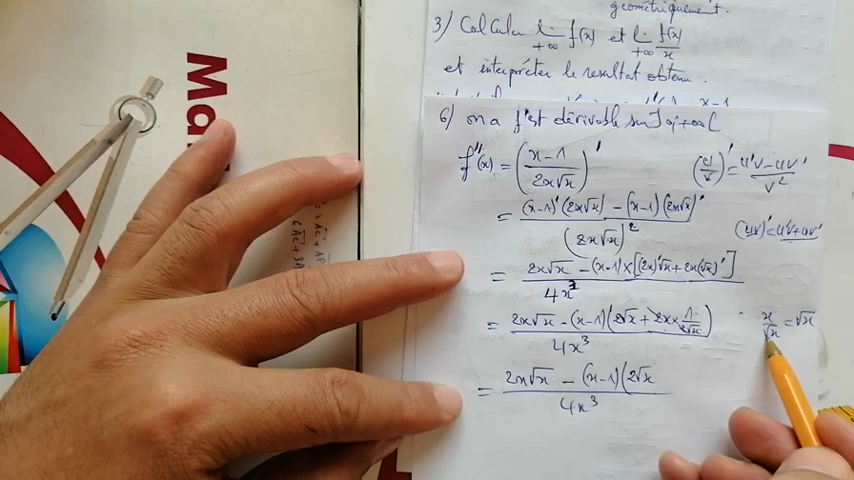 géométriquement.
3) Calculer lim f(x) et lim f(x)/x
+∞ +∞
et interpréter le resultat obtenu.
6) on a f' est dérivable sur ]0,+∞[
f''(x) = ((x-1)/(2x√x))' (u/v)' = (u'v-uv')/v²
= ((x-1)'(2x√x) - (x-1)(2x√x)')/(2x√x)² (uv)' = u'v+uv'
= (2x√x - (x-1)×[(2x)'√x+2x(√x)'])/4x³
= (2x√x - (x-1)(2√x + 2x×1/(2√x)))/4x³ x/√x = √x
= (2x√x - (x-1)(2√x)/4x³
Ma